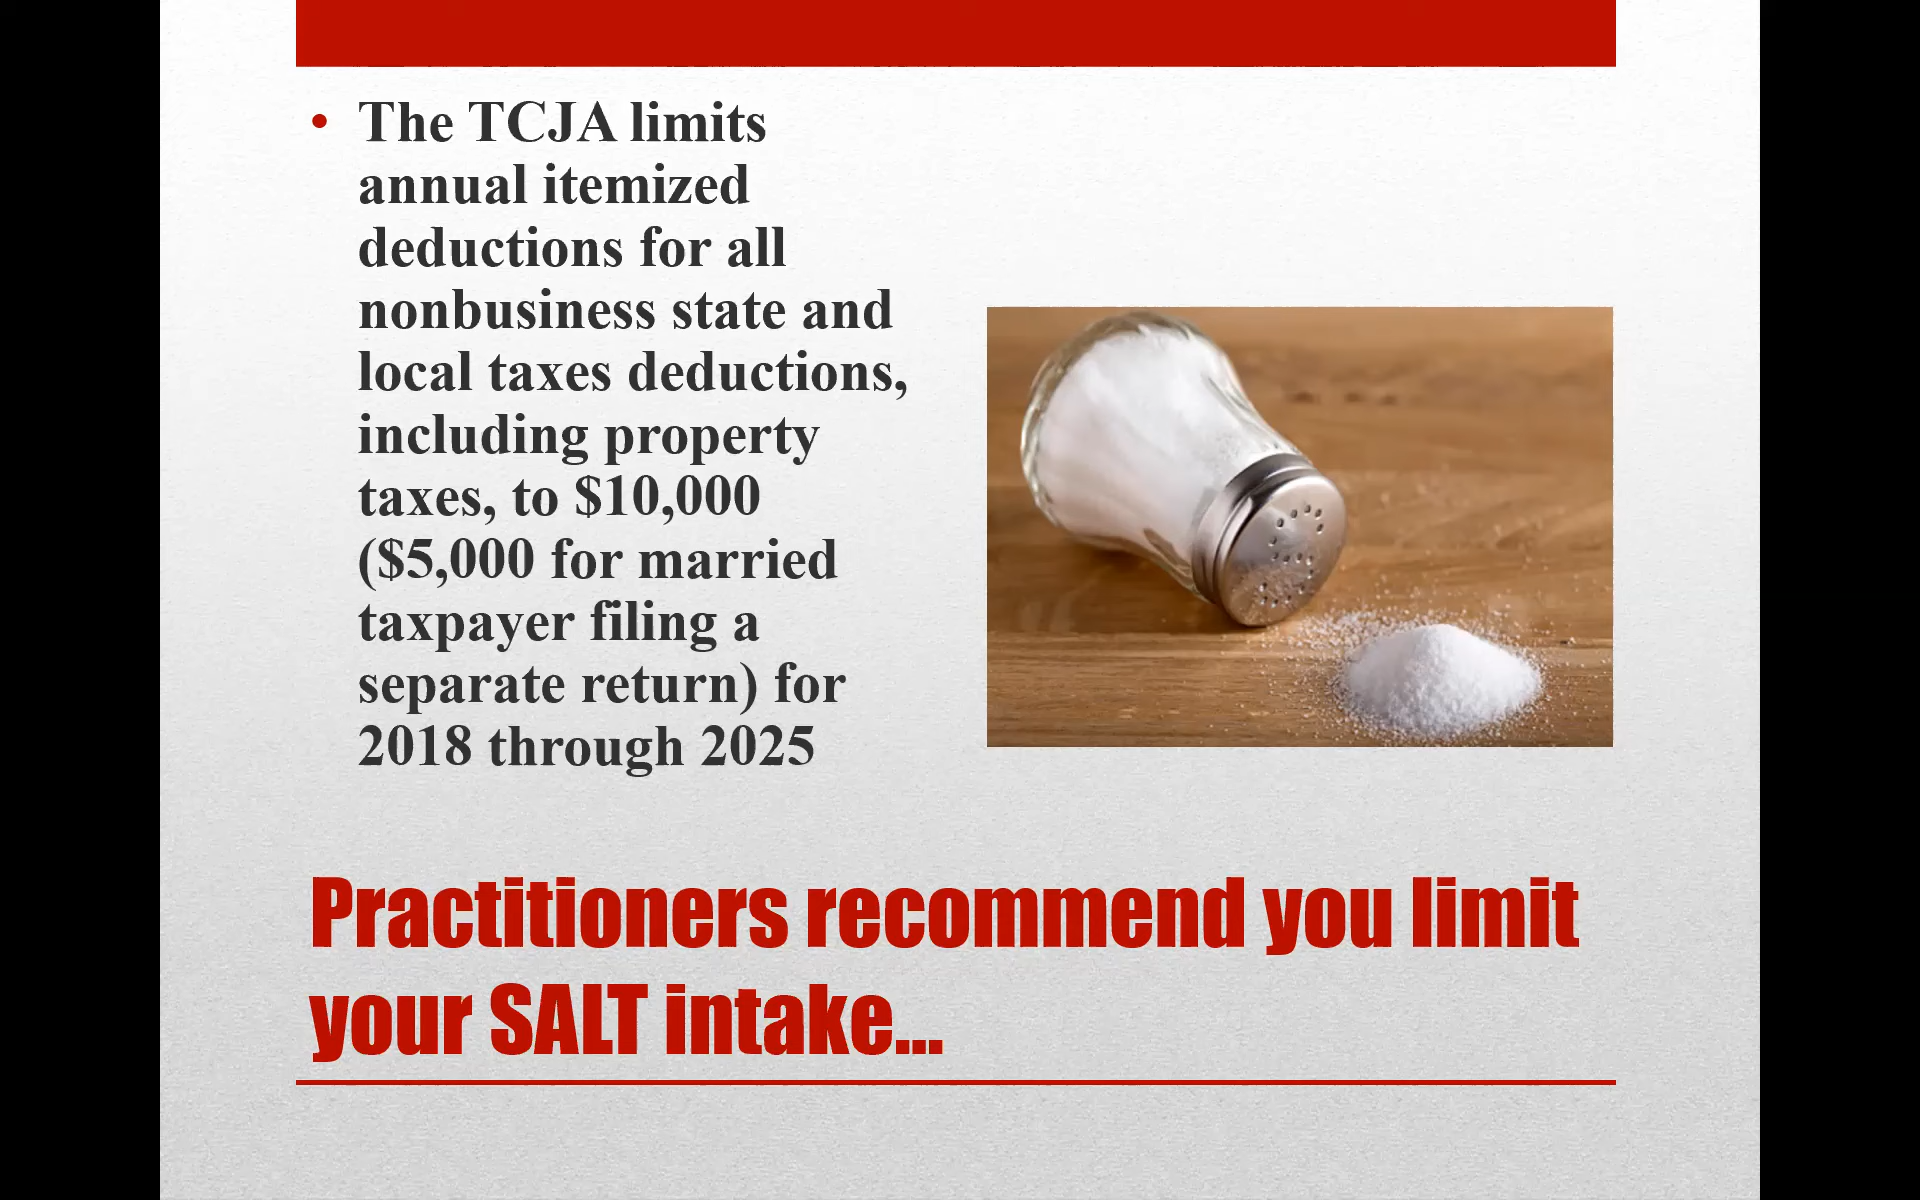 • The TCJA limits
annual itemized
deductions for all
nonbusiness state and
local taxes deductions,
including property
taxes, to $10,000
($5,000 for married
taxpayer filing a
separate return) for
2018 through 2025
Practitioners recommend you limit
your SALT intake...